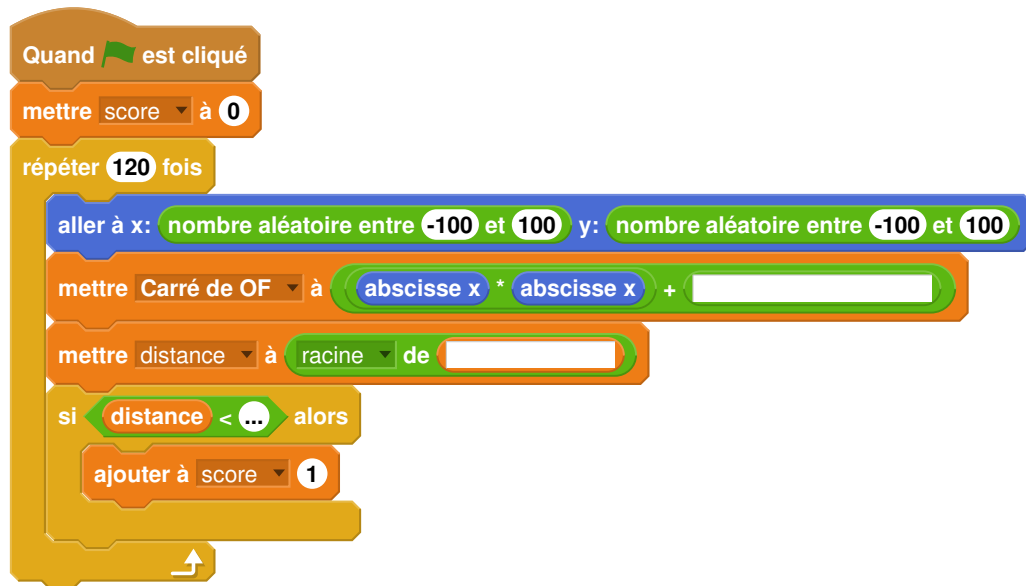 Quand est cliqué
mettre score à 0
répéter 120 fois
aller à x: nombre aléatoire entre -100 et 100 y: nombre aléatoire entre -100 et 100
mettre Carré de OF à abscisse x * abscisse x +
mettre distance à racine de
si distance < ... alors
ajouter à score 1